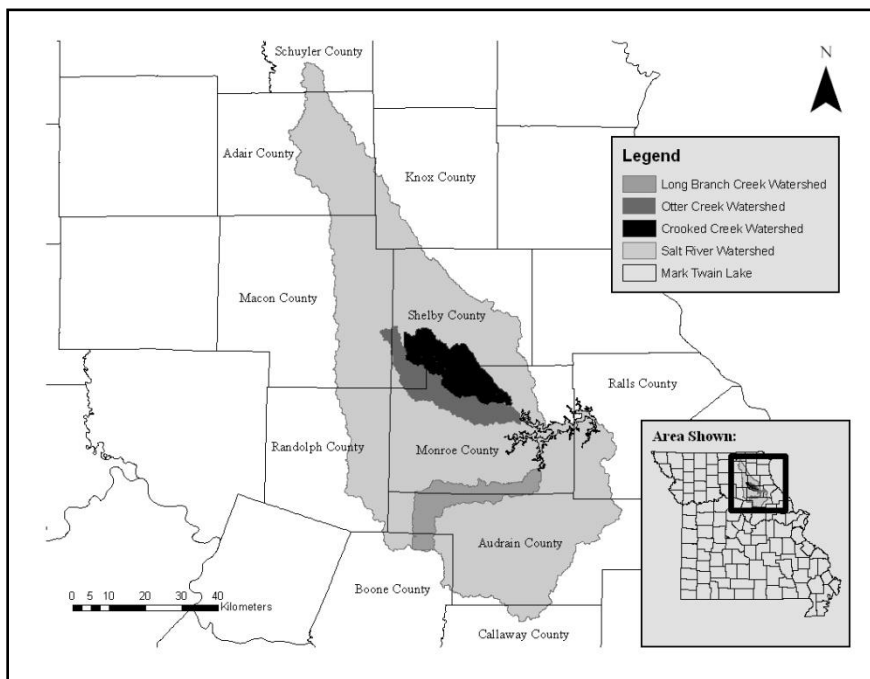 Schuyler County
N
Adair County
Knox County
Legend
Long Branch Creek Watershed
Otter Creek Watershed
Crooked Creek Watershed
Salt River Watershed
Mark Twain Lake
Macon County
Shelby County
Ralls County
Randolph County
Monroe County
Area Shown:
Audrain County
Boone County
0 5 10 20 30 40
Kilometers
Callaway County